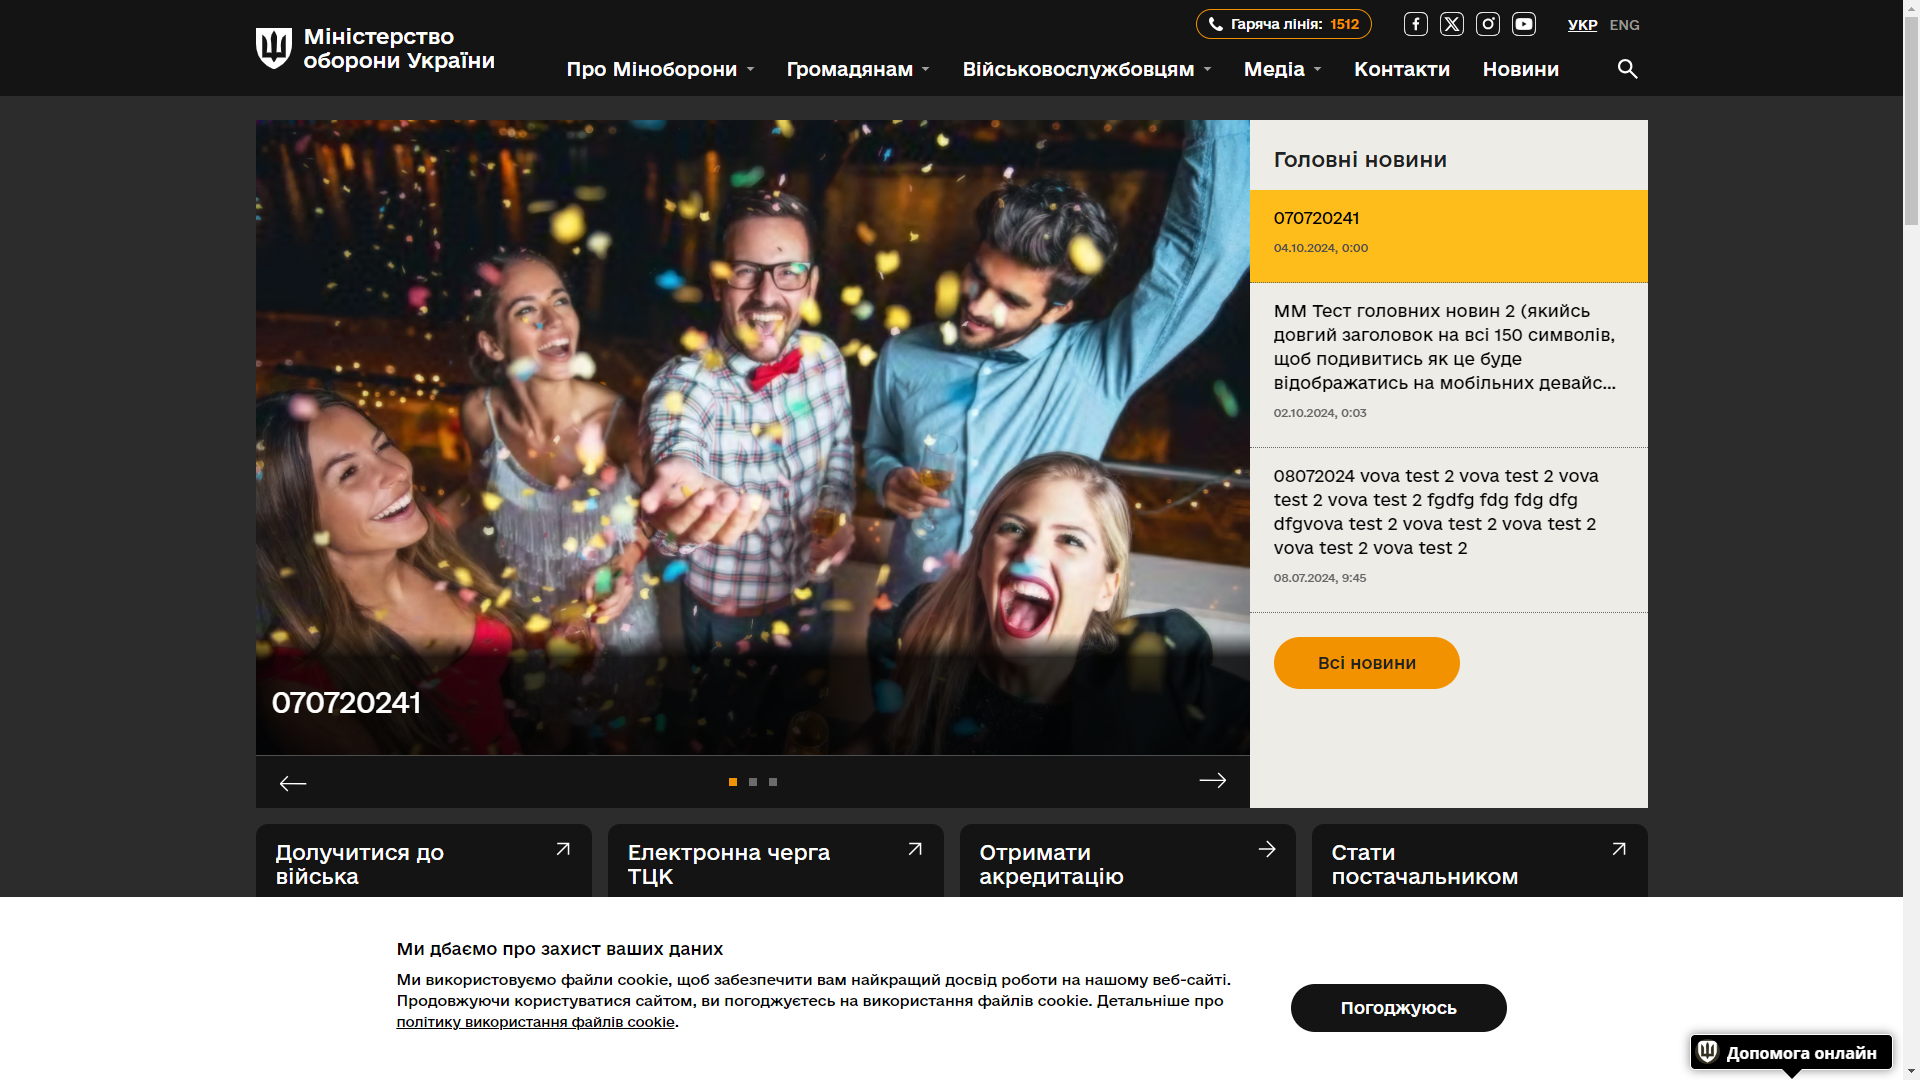 Міністерство
оборони України
Гаряча лінія: 1512
УКР ENG
Про Міноборони Громадянам Військовослужбовцям Медіа Контакти Новини
Головні новини
070720241
04.10.2024, 0:00
ММ Тест головних новин 2 (якийсь
довгий заголовок на всі 150 символів,
щоб подивитись як це буде
відображатись на мобільних девайс...
02.10.2024, 0:03
08072024 vova test 2 vova test 2 vova
test 2 vova test 2 fgdfg fdg fdg dfg
dfgvova test 2 vova test 2 vova test 2
vova test 2 vova test 2
08.07.2024, 9:45
Всі новини
070720241
Долучитися до
війська
Електронна черга
ТЦК
Отримати
акредитацію
Стати
постачальником
Ми дбаємо про захист ваших даних
Ми використовуємо файли cookie, щоб забезпечити вам найкращий досвід роботи на нашому веб-сайті.
Продовжуючи користуватися сайтом, ви погоджуєтесь на використання файлів cookie. Детальніше про
політику використання файлів cookie.
Погоджуюсь
Допомога онлайн